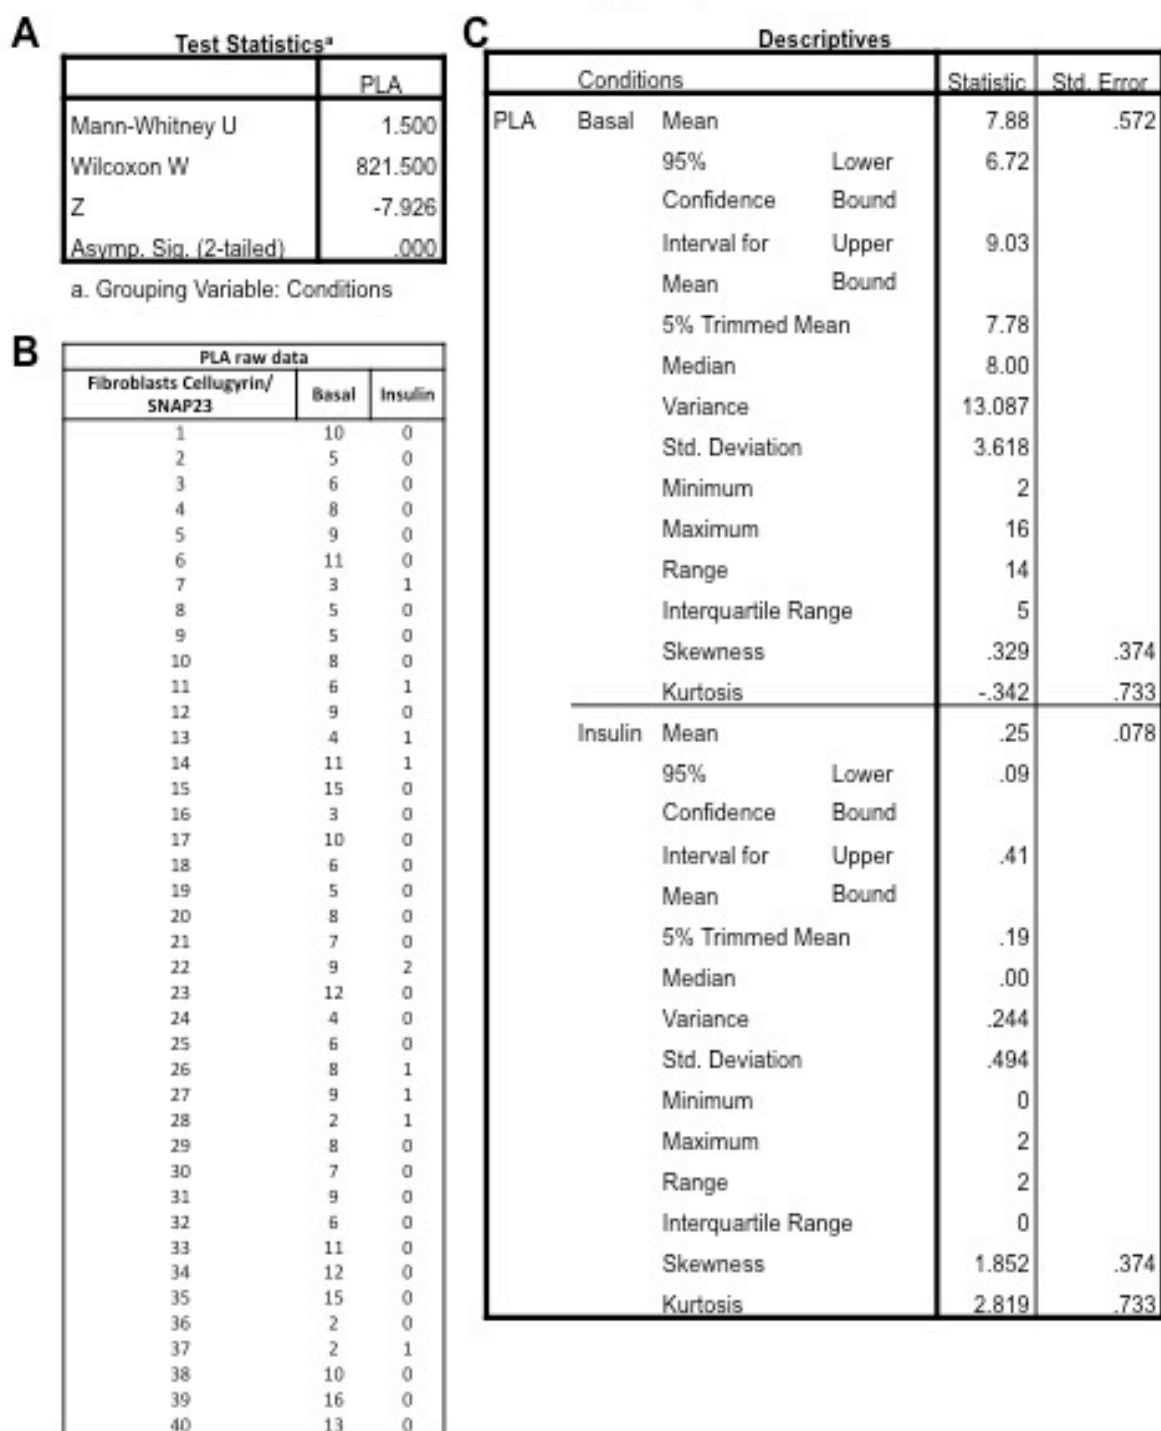 A
Test Statisticsᵃ
PLA
Mann-Whitney U 1.500
Wilcoxon W 821.500
Z -7.926
Asymp. Sig. (2-tailed) .000
a. Grouping Variable: Conditions
B
PLA raw data
Fibroblasts Cellugyrin/ SNAP23 Basal Insulin
1 10 0
2 5 0
3 6 0
4 8 0
5 9 0
6 11 0
7 3 1
8 5 0
9 5 0
10 8 0
11 6 1
12 9 0
13 4 1
14 11 1
15 15 0
16 3 0
17 10 0
18 6 0
19 5 0
20 8 0
21 7 0
22 9 2
23 12 0
24 4 0
25 6 0
26 8 1
27 9 1
28 2 1
29 8 0
30 7 0
31 9 0
32 6 0
33 11 0
34 12 0
35 15 0
36 2 0
37 2 1
38 10 0
39 16 0
40 13 0
C
Descriptives
Conditions Statistic Std. Error
PLA Basal Mean 7.88 .572
95% Lower 6.72
Confidence Bound
Interval for Upper 9.03
Mean Bound
5% Trimmed Mean 7.78
Median 8.00
Variance 13.087
Std. Deviation 3.618
Minimum 2
Maximum 16
Range 14
Interquartile Range 5
Skewness .329 .374
Kurtosis -.342 .733
Insulin Mean .25 .078
95% Lower .09
Confidence Bound
Interval for Upper .41
Mean Bound
5% Trimmed Mean .19
Median .00
Variance .244
Std. Deviation .494
Minimum 0
Maximum 2
Range 2
Interquartile Range 0
Skewness 1.852 .374
Kurtosis 2.819 .733